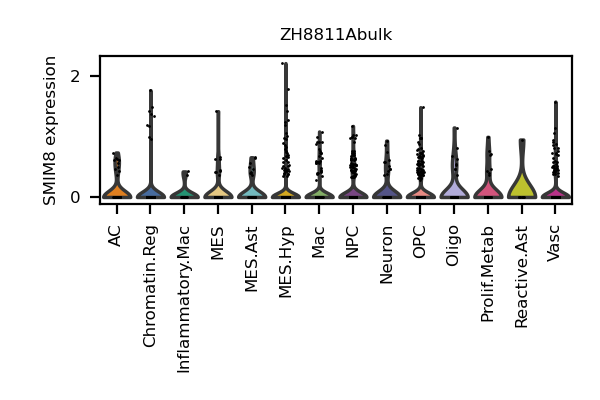 ZH8811Abulk
SMIM8 expression
2
0
AC
Chromatin.Reg
Inflammatory.Mac
MES
MES.Ast
MES.Hyp
Mac
NPC
Neuron
OPC
Oligo
Prolif.Metab
Reactive.Ast
Vasc